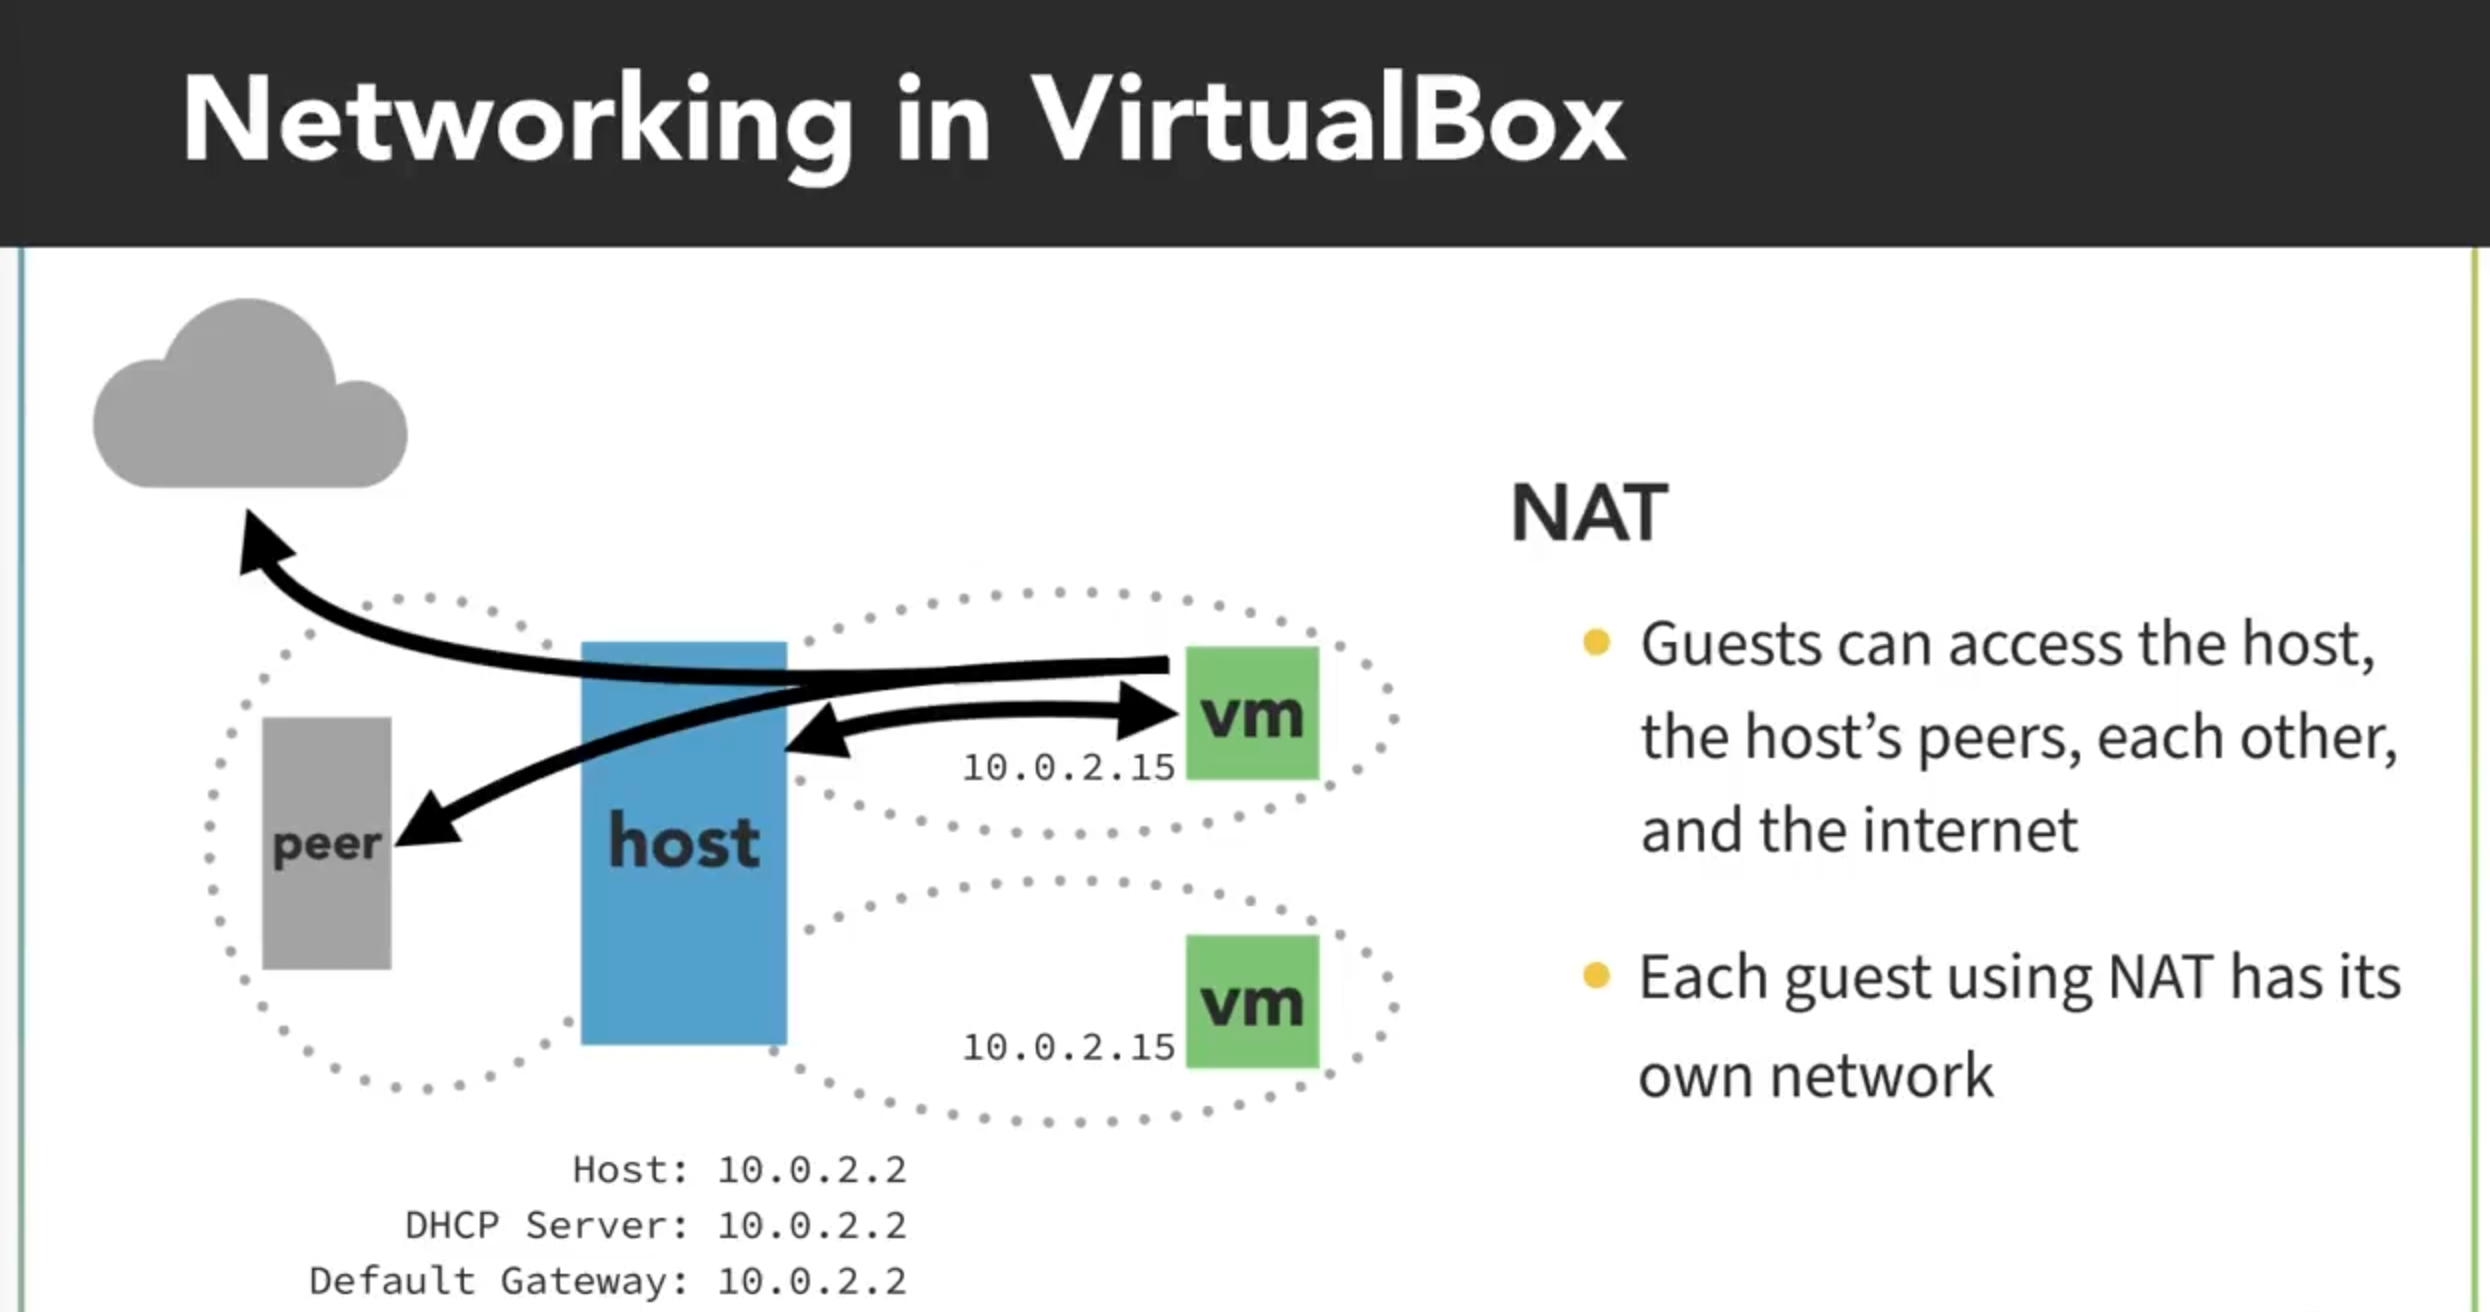 Networking in VirtualBox
NAT
Guests can access the host,
the host’s peers, each other,
and the internet
Each guest using NAT has its
own network
vm
10.0.2.15
peer
host
vm
10.0.2.15
Host: 10.0.2.2
DHCP Server: 10.0.2.2
Default Gateway: 10.0.2.2